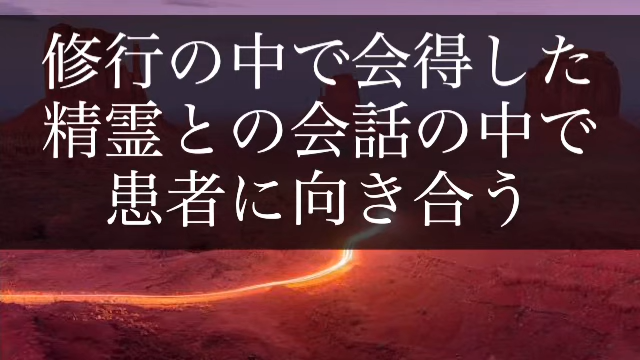 修行の中で会得した
精霊との会話の中で
患者に向き合う